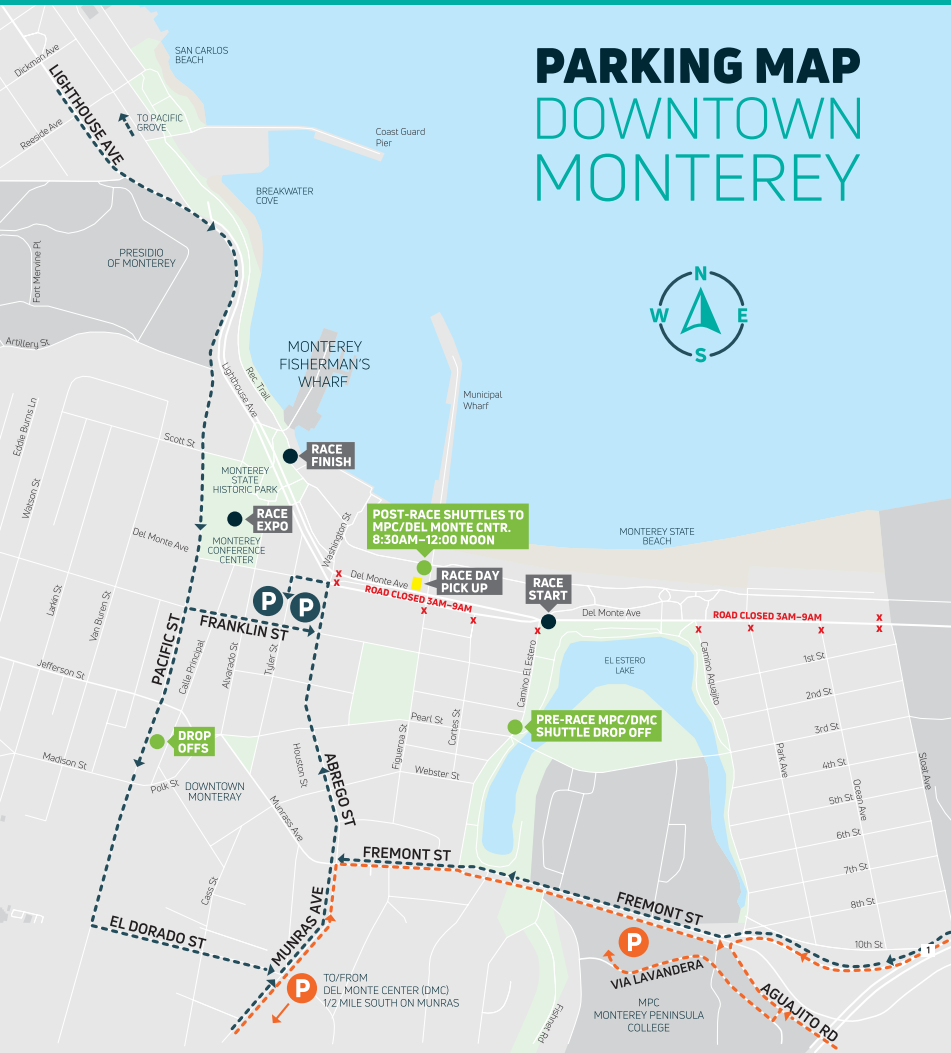 PARKING MAP
DOWNTOWN
MONTEREY
N
W
E
S
SAN CARLOS
BEACH
Dickman Ave
LIGHTHOUSE AVE
TO PACIFIC
GROVE
Reeside Ave
Coast Guard
Pier
BREAKWATER
COVE
PRESIDIO
OF MONTEREY
Fort Mervine Pl
Artillery St
MONTEREY
FISHERMAN'S
WHARF
Lighthouse Ave
Rec. Trail
Municipal
Wharf
Eddie Burns Ln
Scott St
RACE
FINISH
MONTEREY
STATE
HISTORIC PARK
Watson St
RACE
EXPO
MONTEREY
CONFERENCE
CENTER
Del Monte Ave
Washington St
POST-RACE SHUTTLES TO
MPC/DEL MONTE CNTR.
8:30AM–12:00 NOON
MONTEREY STATE
BEACH
Del Monte Ave
RACE DAY
PICK UP
RACE
START
ROAD CLOSED 3AM–9AM
X
X
X
X
X
Del Monte Ave
ROAD CLOSED 3AM–9AM
X
X
X
X
X
Larkin St
Van Buren St
P
P
FRANKLIN ST
PACIFIC ST
Calle Principal
Alvarado St
Tyler St
Jefferson St
Camino El Estero
EL ESTERO
LAKE
Camino Aquajito
1st St
2nd St
3rd St
4th St
5th St
6th St
7th St
8th St
10th St
Park Ave
Ocean Ave
Sloat Ave
Pearl St
Cortes St
Figueroa St
Webster St
PRE-RACE MPC/DMC
SHUTTLE DROP OFF
DROP
OFFS
Madison St
Polk St
DOWNTOWN
MONTERAY
Houston St
ABREGO ST
Munrass Ave
FREMONT ST
Cass St
EL DORADO ST
MUNRAS AVE
P
TO/FROM
DEL MONTE CENTER (DMC)
1/2 MILE SOUTH ON MUNRAS
FREMONT ST
P
VIA LAVANDERA
MPC
MONTEREY PENINSULA
COLLEGE
AGUAJITO RD
Fishnet Rd
1